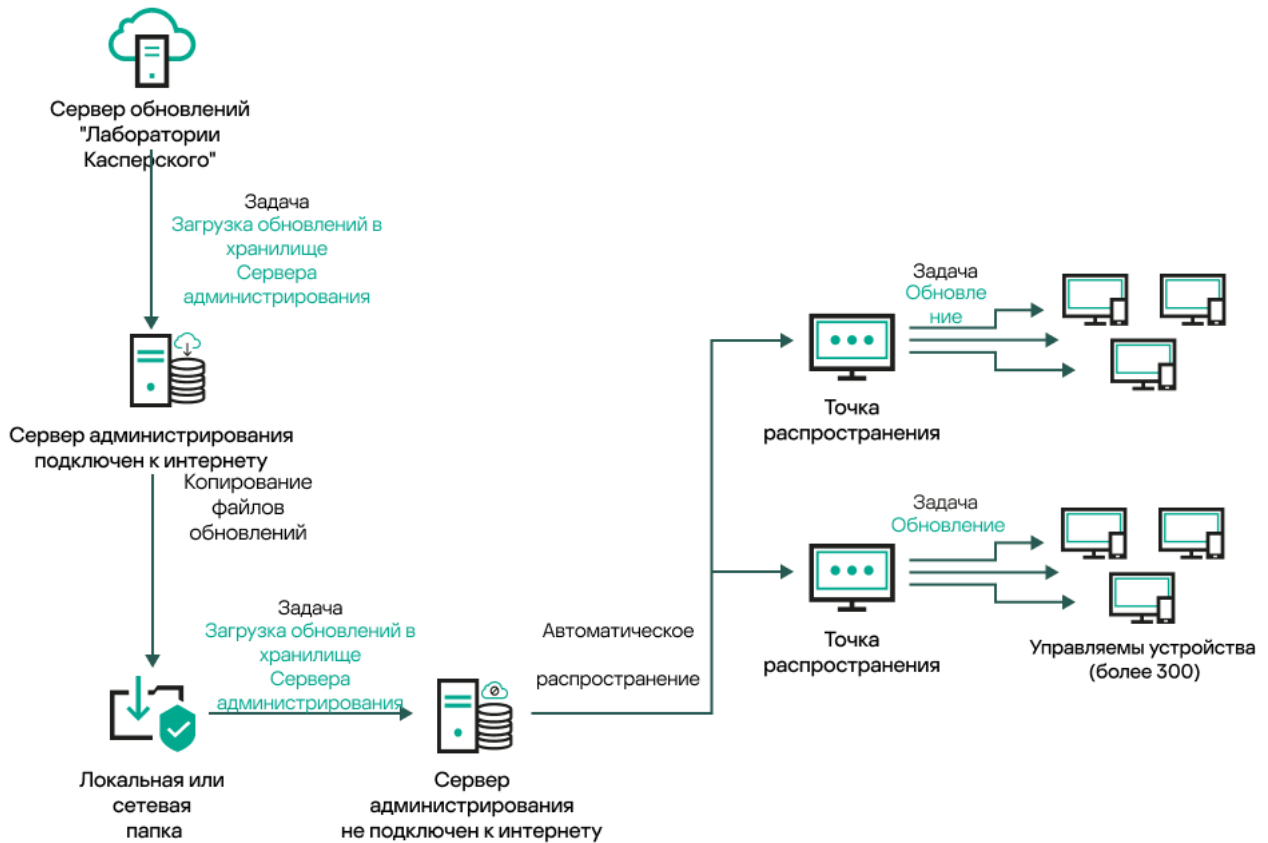 Сервер обновлений
"Лаборатории
Касперского"
Задача
Загрузка обновлений в
хранилище
Сервера
администрирования
Сервер администрирования
подключен к интернету
Копирование
файлов
обновлений
Задача
Загрузка обновлений в
хранилище
Сервера
администрирования
Локальная или
сетевая
папка
Сервер
администрирования
не подключен к интернету
Автоматическое
распространение
Точка
распространения
Задача
Обновле
ние
Точка
распространения
Задача
Обновление
Управляемы устройства
(более 300)